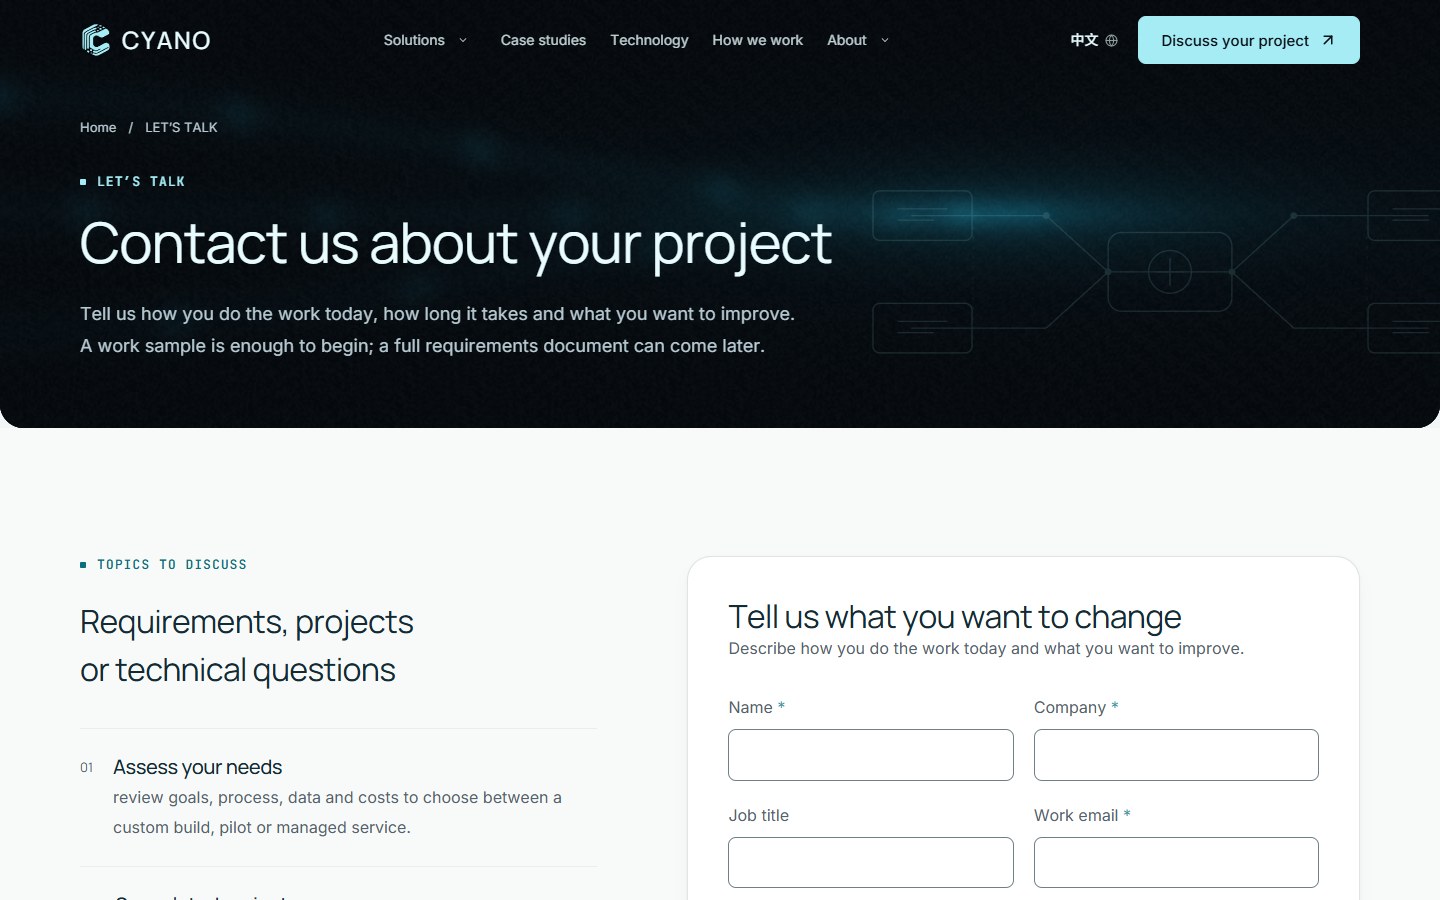 CYANO
Solutions
Case studies
Technology
How we work
About
中文
Discuss your project
Home / LET'S TALK
LET'S TALK
Contact us about your project
Tell us how you do the work today, how long it takes and what you want to improve.
A work sample is enough to begin; a full requirements document can come later.
TOPICS TO DISCUSS
Requirements, projects
or technical questions
01 Assess your needs
review goals, process, data and costs to choose between a
custom build, pilot or managed service.
Tell us what you want to change
Describe how you do the work today and what you want to improve.
Name *
Company *
Job title
Work email *